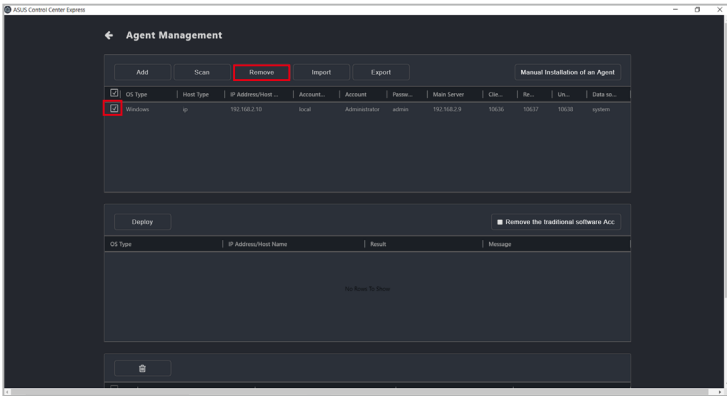 ASUS Control Center Express
Agent Management
Add Scan Remove Import Export Manual Installation of an Agent
OS Type Host Type IP Address/Host ... Account... Account Passw... Main Server Clie... Re... Un... Data so...
Windows ip 192.168.2.10 local Administrator admin 192.168.2.9 10636 10637 10638 system
Deploy Remove the traditional software Acc
OS Type IP Address/Host Name Result Message
No Rows To Show